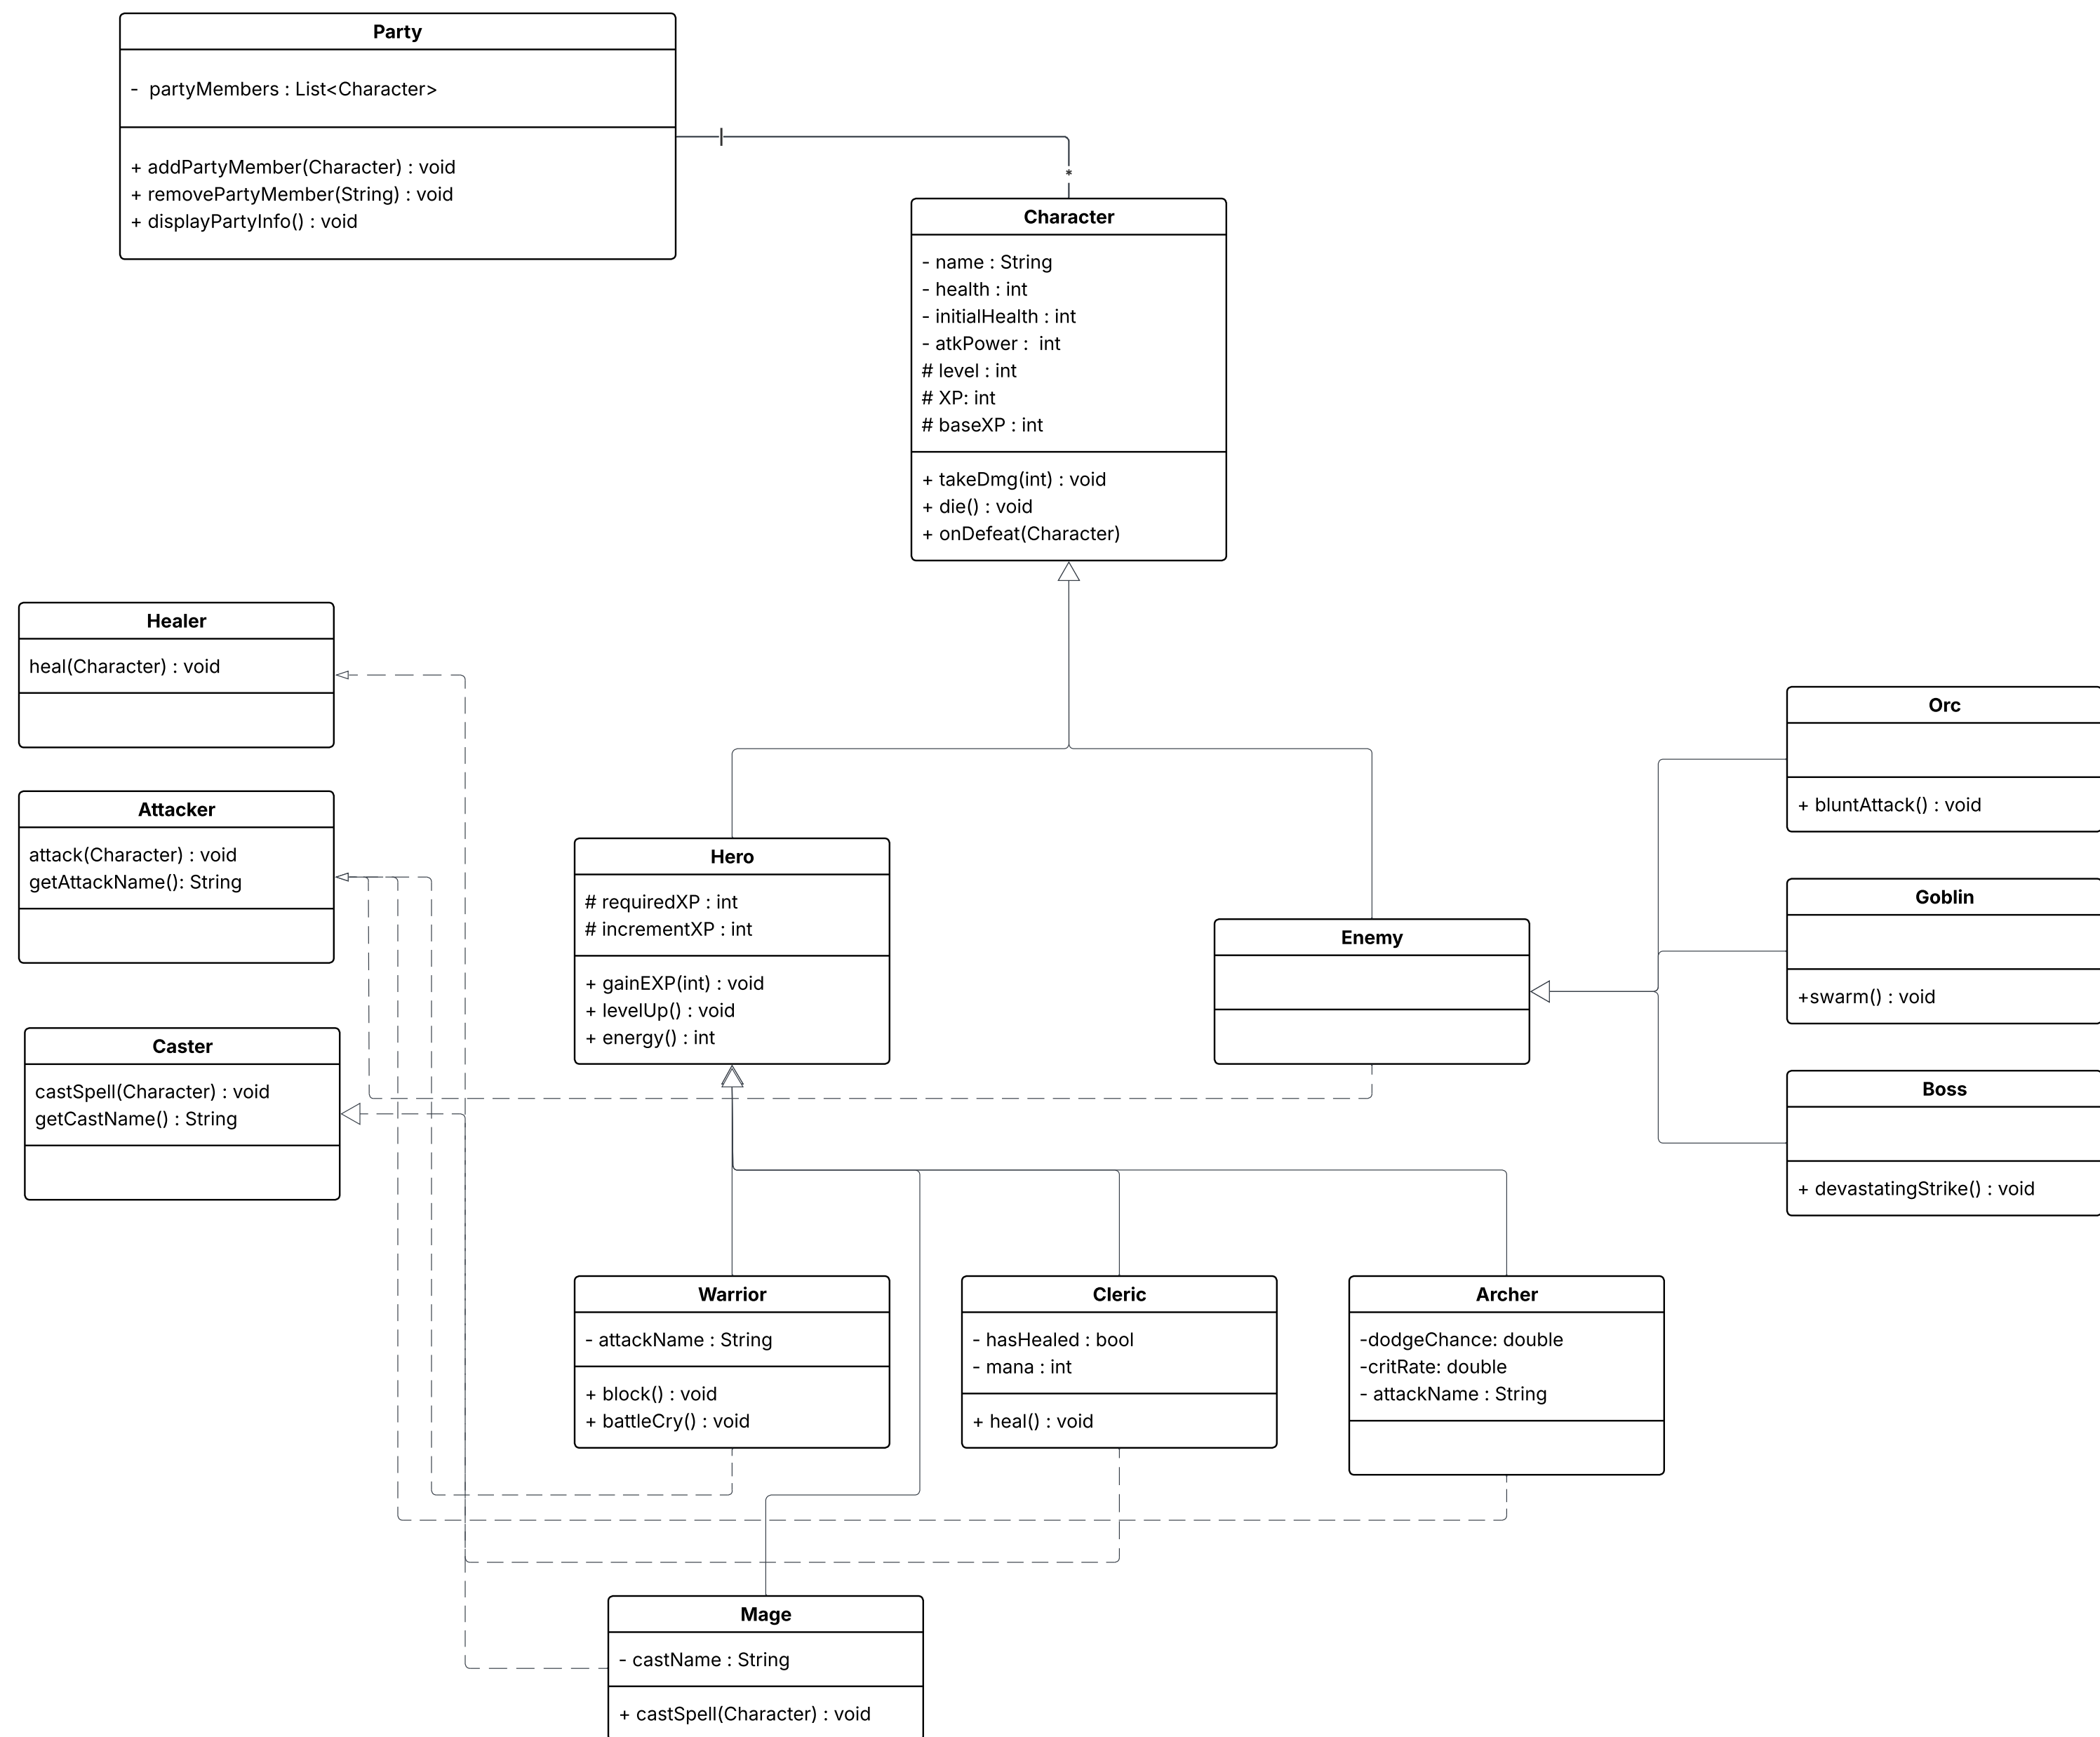 Party
-  partyMembers : List<Character>
+ addPartyMember(Character) : void
+ removePartyMember(String) : void
+ displayPartyInfo() : void
*
Character
- name : String
- health : int
- initialHealth : int
- atkPower :  int
# level : int
# XP: int
# baseXP : int
+ takeDmg(int) : void
+ die() : void
+ onDefeat(Character)
Healer
heal(Character) : void
Attacker
attack(Character) : void
getAttackName(): String
Caster
castSpell(Character) : void
getCastName() : String
Hero
# requiredXP : int
# incrementXP : int
+ gainEXP(int) : void
+ levelUp() : void
+ energy() : int
Enemy
Orc
+ bluntAttack() : void
Goblin
+swarm() : void
Boss
+ devastatingStrike() : void
Warrior
- attackName : String
+ block() : void
+ battleCry() : void
Cleric
- hasHealed : bool
- mana : int
+ heal() : void
Archer
-dodgeChance: double
-critRate: double
- attackName : String
Mage
- castName : String
+ castSpell(Character) : void